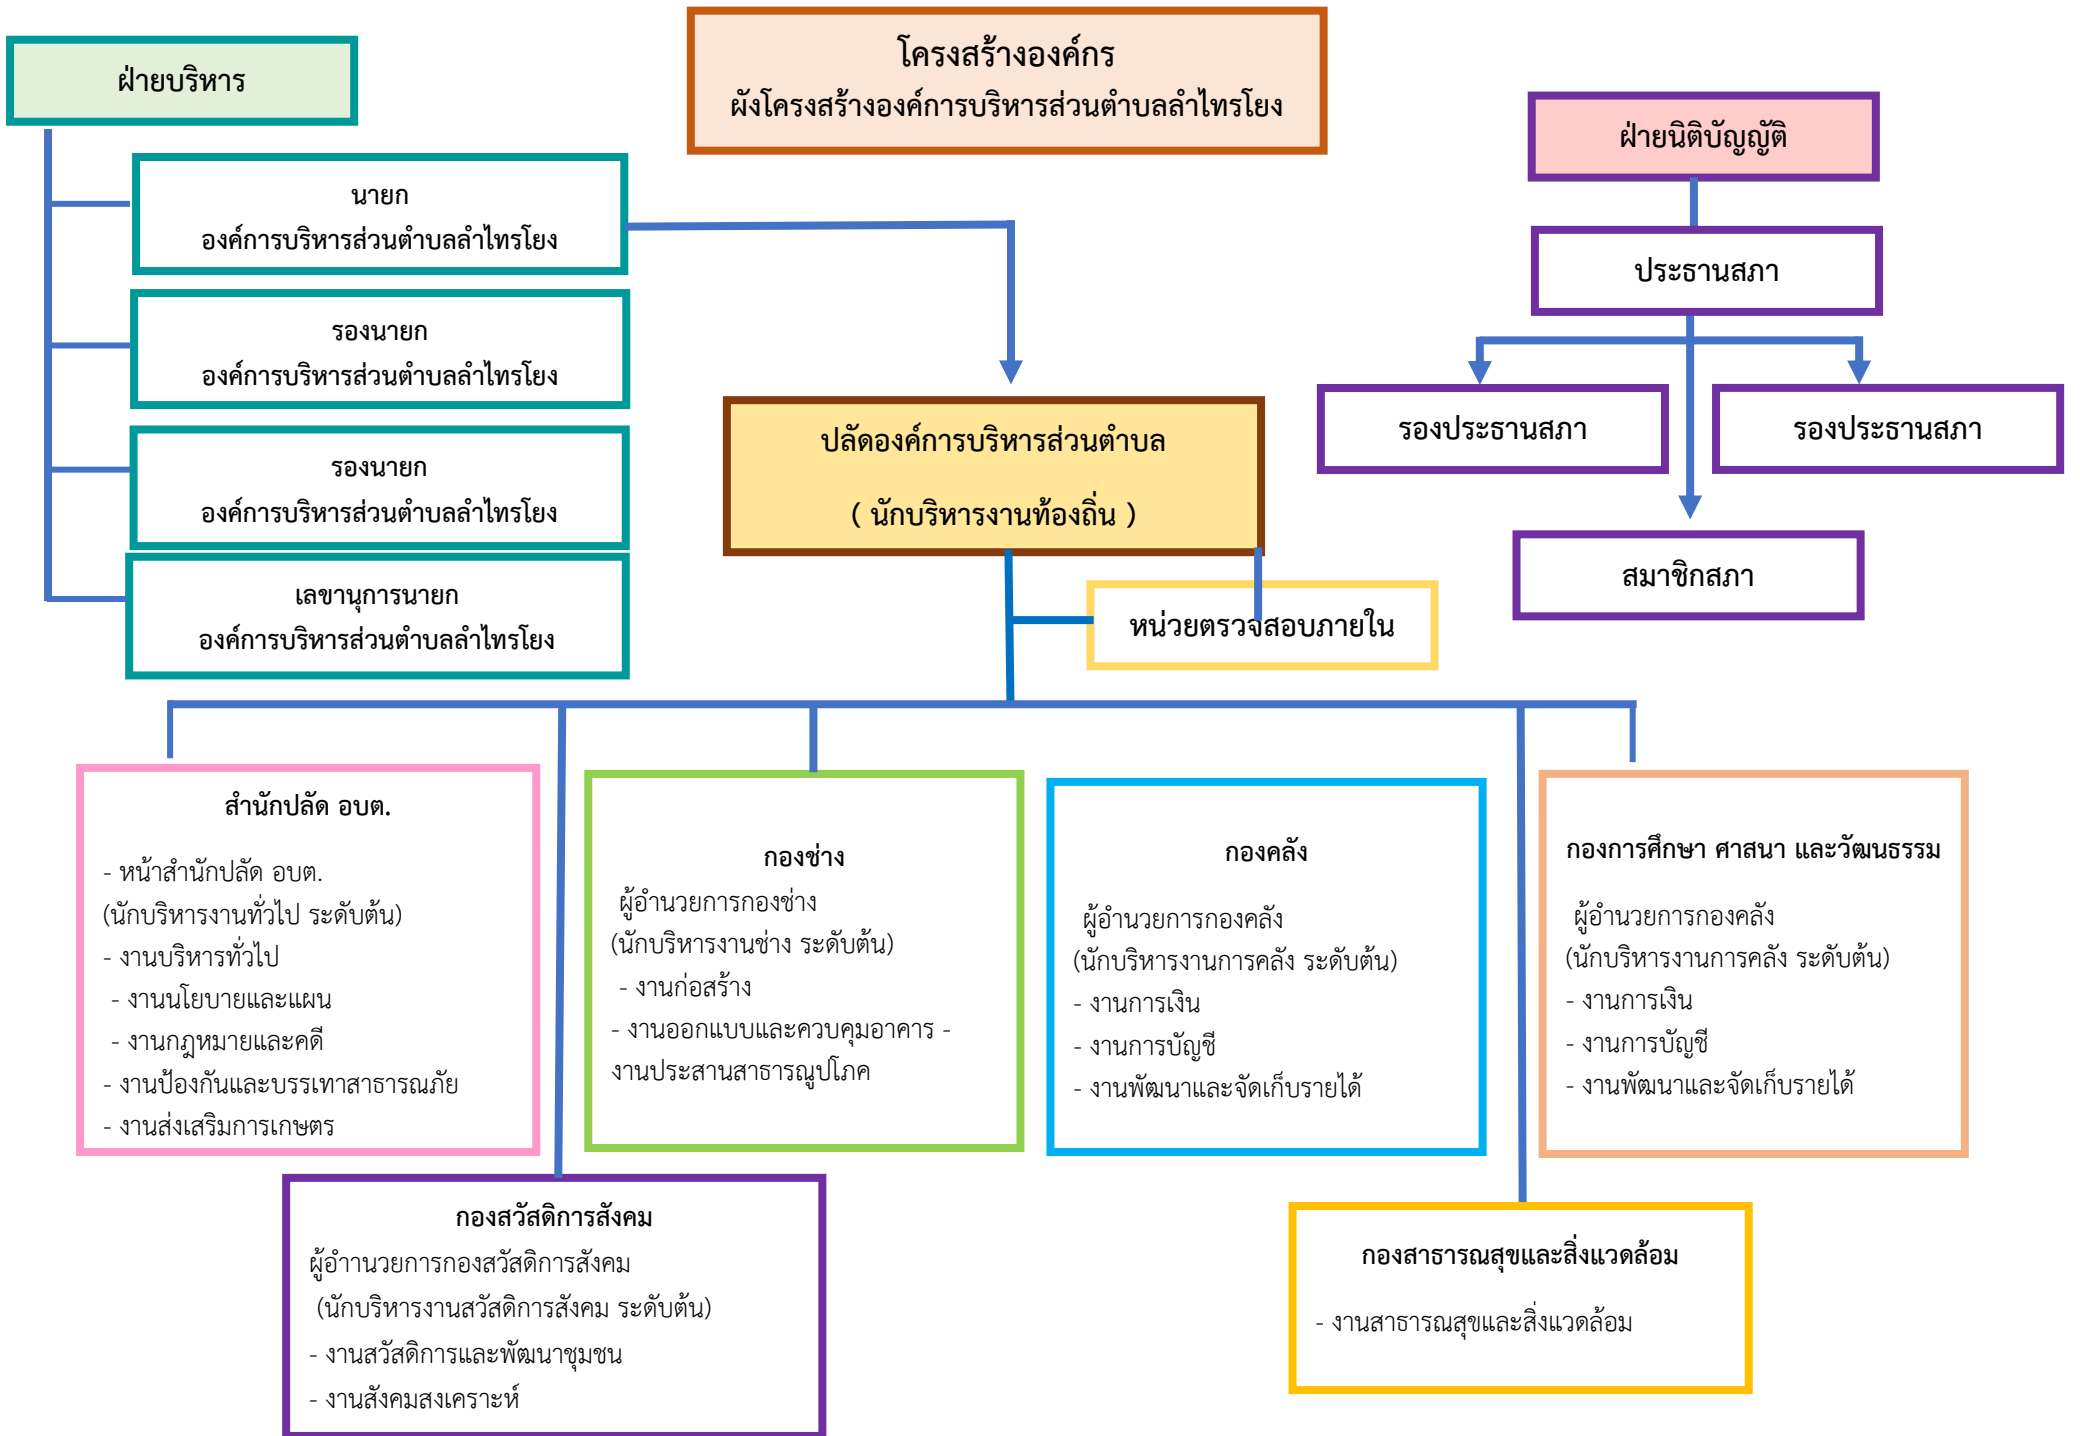 โครงสร้างองค์กร
ผังโครงสร้างองค์การบริหารส่วนตำบลลำไทรโยง
ฝ่ายบริหาร
นายก
องค์การบริหารส่วนตำบลลำไทรโยง
รองนายก
องค์การบริหารส่วนตำบลลำไทรโยง
รองนายก
องค์การบริหารส่วนตำบลลำไทรโยง
เลขานุการนายก
องค์การบริหารส่วนตำบลลำไทรโยง
ฝ่ายนิติบัญญัติ
ประธานสภา
รองประธานสภา
รองประธานสภา
สมาชิกสภา
ปลัดองค์การบริหารส่วนตำบล
( นักบริหารงานท้องถิ่น )
หน่วยตรวจสอบภายใน
สำนักปลัด อบต.
- หน้าสำนักปลัด อบต.
(นักบริหารงานทั่วไป ระดับต้น)
- งานบริหารทั่วไป
- งานนโยบายและแผน
- งานกฎหมายและคดี
- งานป้องกันและบรรเทาสาธารณภัย
- งานส่งเสริมการเกษตร
กองช่าง
ผู้อำนวยการกองช่าง
(นักบริหารงานช่าง ระดับต้น)
- งานก่อสร้าง
- งานออกแบบและควบคุมอาคาร -
งานประสานสาธารณูปโภค
กองคลัง
ผู้อำนวยการกองคลัง
(นักบริหารงานการคลัง ระดับต้น)
- งานการเงิน
- งานการบัญชี
- งานพัฒนาและจัดเก็บรายได้
กองการศึกษา ศาสนา และวัฒนธรรม
ผู้อำนวยการกองคลัง
(นักบริหารงานการคลัง ระดับต้น)
- งานการเงิน
- งานการบัญชี
- งานพัฒนาและจัดเก็บรายได้
กองสวัสดิการสังคม
ผู้อำานวยการกองสวัสดิการสังคม
(นักบริหารงานสวัสดิการสังคม ระดับต้น)
- งานสวัสดิการและพัฒนาชุมชน
- งานสังคมสงเคราะห์
กองสาธารณสุขและสิ่งแวดล้อม
- งานสาธารณสุขและสิ่งแวดล้อม